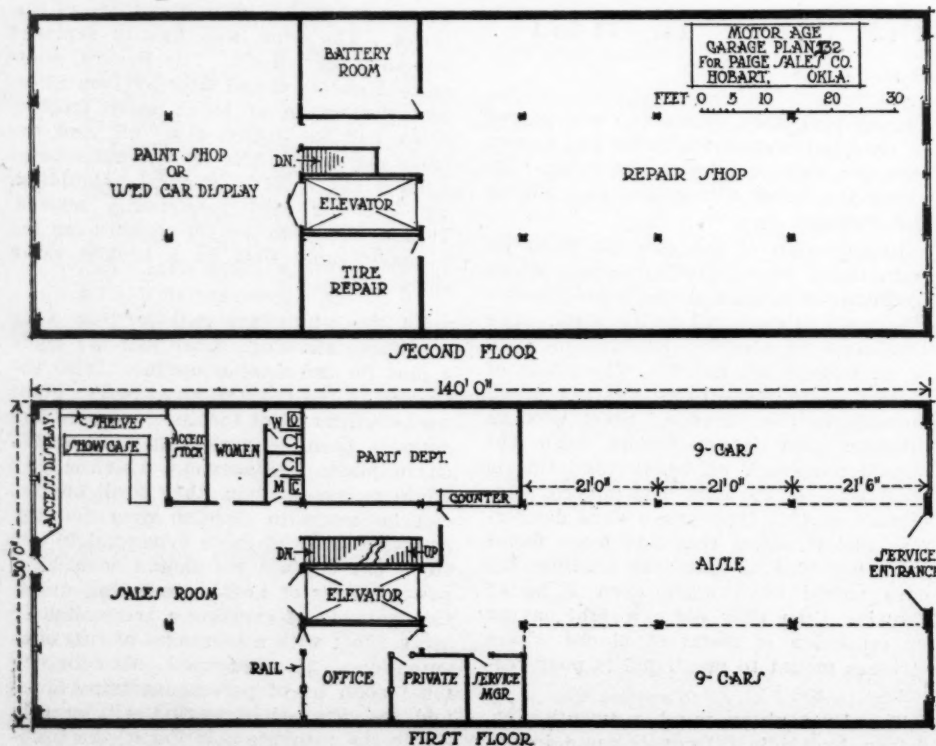 MOTOR AGE
GARAGE PLAN 132
FOR PAIGE SALES CO.
HOBART, OKLA.
FEET 0 5 10 20 30
BATTERY
ROOM
PAINT SHOP
OR
USED CAR DISPLAY
DN.
ELEVATOR
REPAIR SHOP
TIRE
REPAIR
SECOND FLOOR
140' 0"
50' 0"
ACCESS. DISPLAY
SHELVES
SHOW CASE
ACCES.
STOCK
WOMEN
W
M
PARTS DEPT.
COUNTER
9-CARS
21'0"
21'0"
21'6"
DN.
UP
SALES ROOM
ELEVATOR
AISLE
SERVICE
ENTRANCE
RAIL
OFFICE
PRIVATE
SERVICE
MGR.
9-CARS
FIRST FLOOR